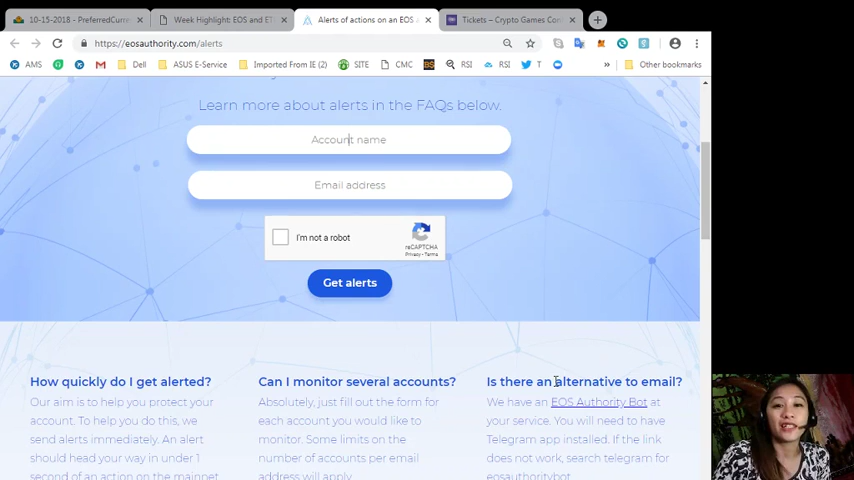 10-15-2018 - PreferredCurr
Week Highlight: EOS and ET
Alerts of actions on an EOS
Tickets – Crypto Games Con
https://eosauthority.com/alerts
AMS
M
Dell
ASUS E-Service
Imported From IE (2)
SITE
CMC
BS
RSI
RSI
T
»
Other bookmarks
Learn more about alerts in the FAQs below.
Account name
Email address
I'm not a robot
reCAPTCHA
Privacy - Terms
Get alerts
How quickly do I get alerted?
Our aim is to help you protect your
account. To help you do this, we
send alerts immediately. An alert
should head your way in under 1
second of an action on the mainnet
Can I monitor several accounts?
Absolutely, just fill out the form for
each account you would like to
monitor. Some limits on the
number of accounts per email
address will apply
Is there an alternative to email?
We have an EOS Authority Bot at
your service. You will need to have
Telegram app installed. If the link
does not work, search telegram for
eosauthoritybot